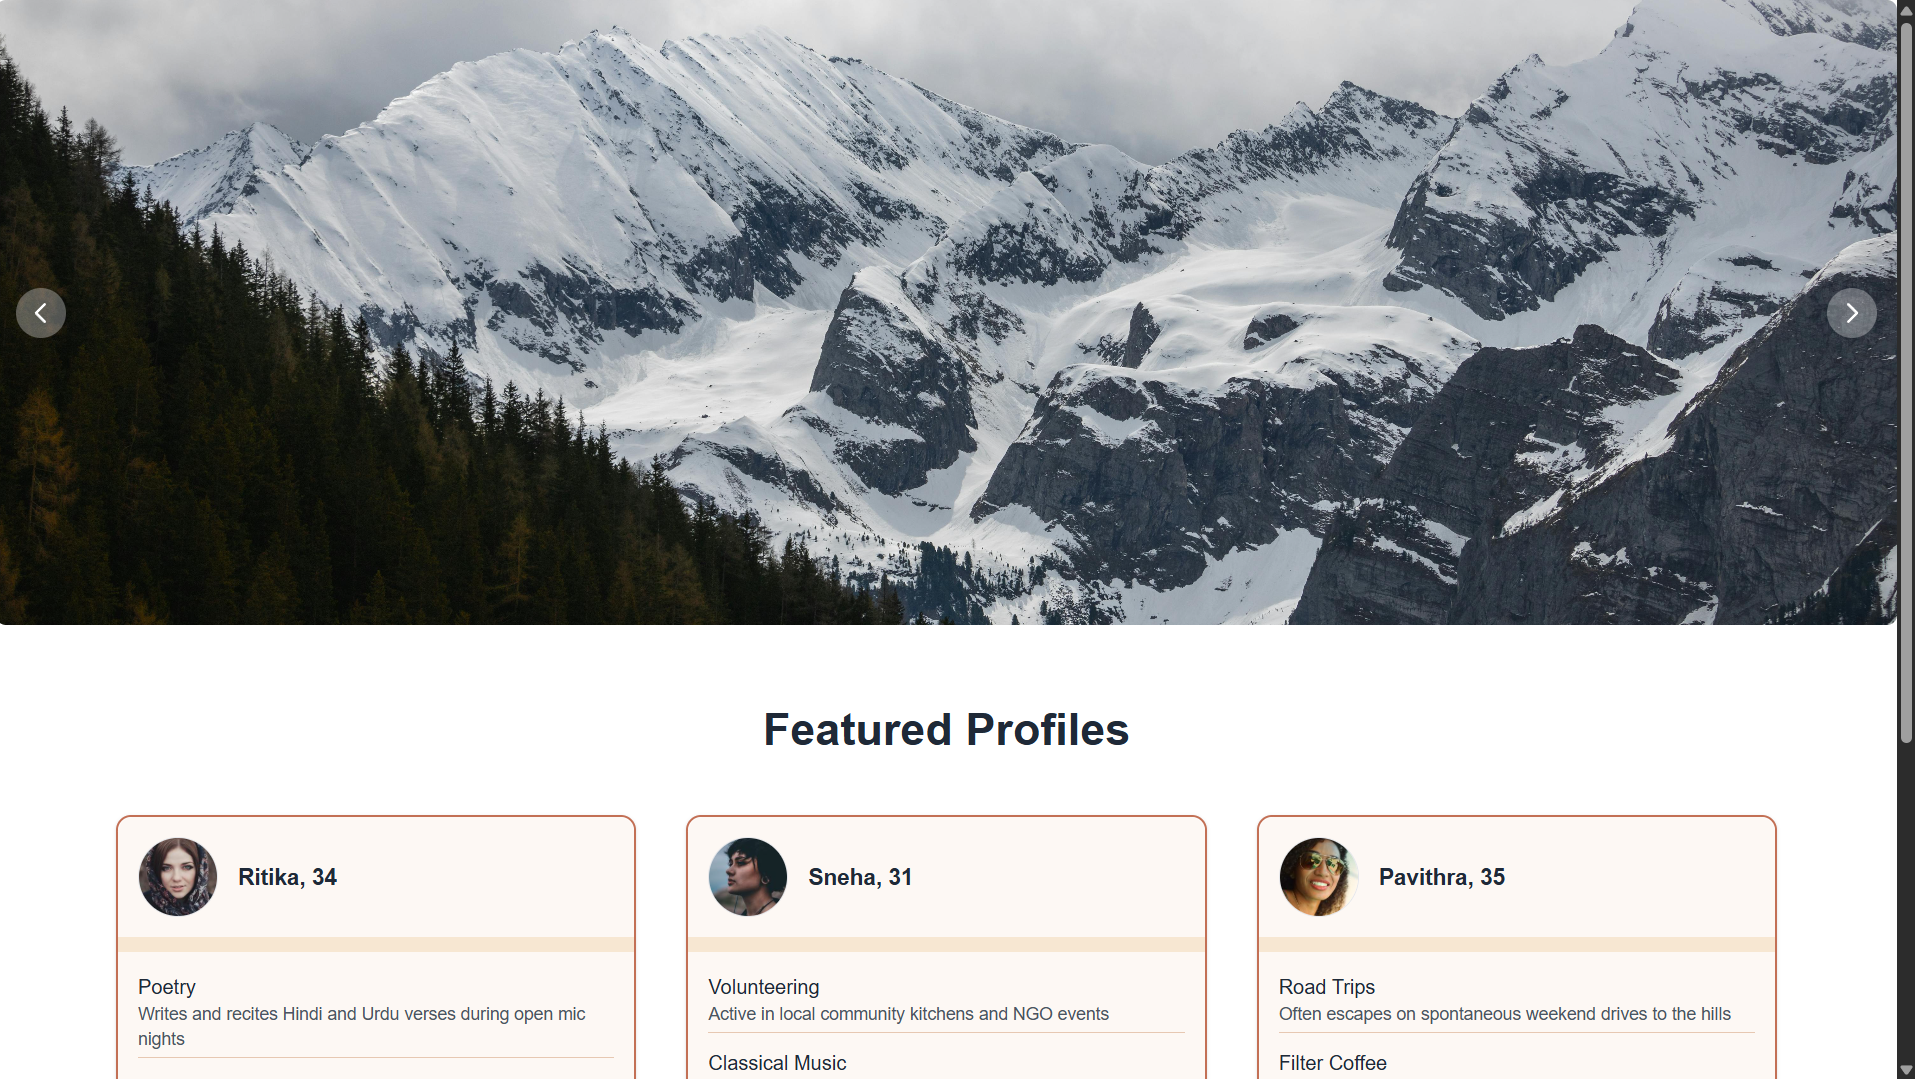 Featured Profiles
Ritika, 34
Poetry
Writes and recites Hindi and Urdu verses during open mic
nights
Sneha, 31
Volunteering
Active in local community kitchens and NGO events
Classical Music
Pavithra, 35
Road Trips
Often escapes on spontaneous weekend drives to the hills
Filter Coffee